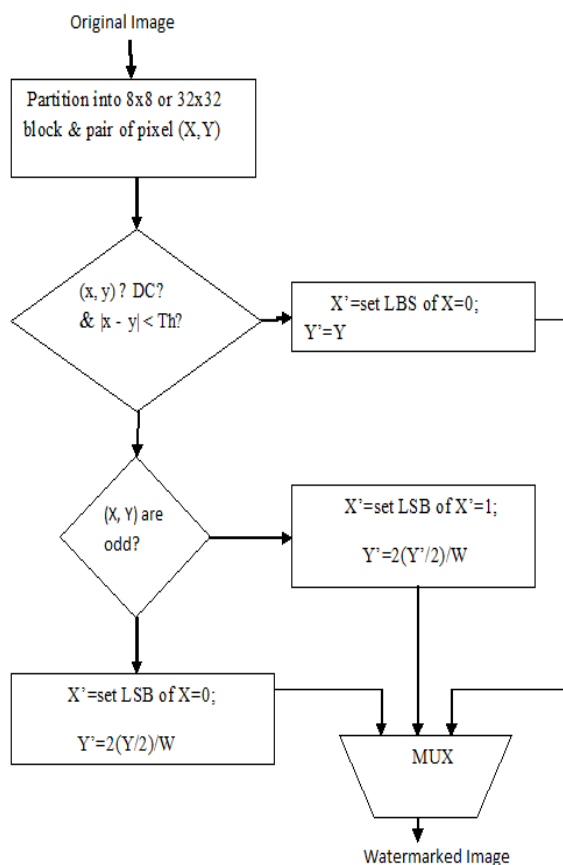 Original Image
Partition into 8x8 or 32x32
block & pair of pixel (X,Y)
(x, y) ? DC?
& |x - y| < Th?
X’=set LBS of X=0;
Y’=Y
(X, Y) are
odd?
X’=set LSB of X’=1;
Y’=2(Y’/2)/W
X’=set LSB of X=0;
Y’=2(Y/2)/W
MUX
Watermarked Image